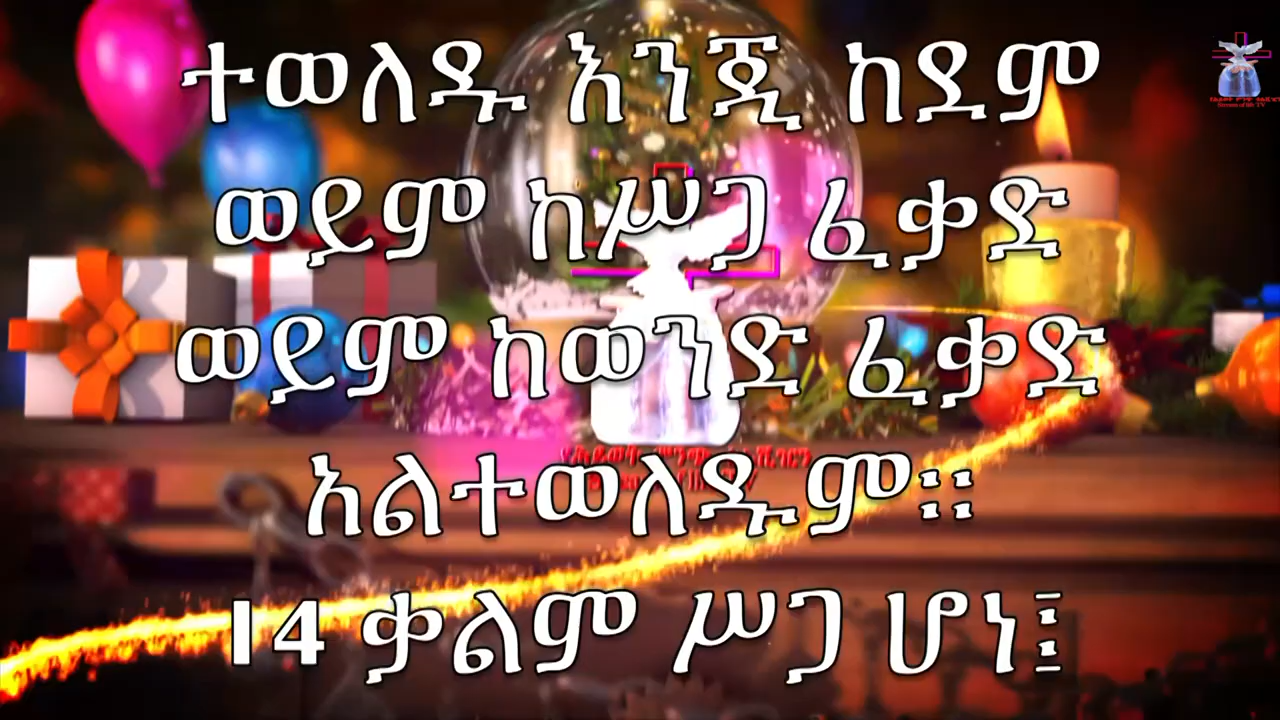 ተወለዱ እንጂ ከደም
ወይም ከሥጋ ፈቃድ
ወይም ከወንድ ፈቃድ
አልተወለዱም።
14 ቃልም ሥጋ ሆነ፤